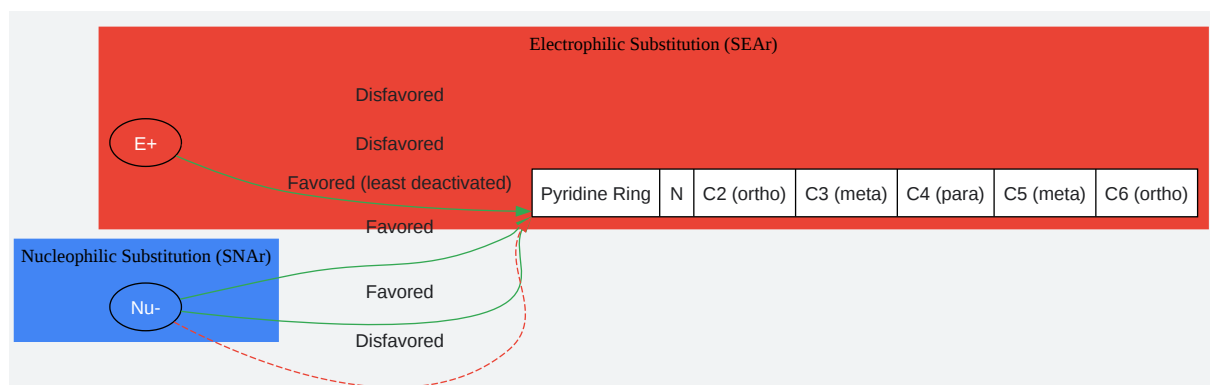 Electrophilic Substitution (SEAr)
Disfavored
E+
Disfavored
Favored (least deactivated)
Pyridine Ring N C2 (ortho) C3 (meta) C4 (para) C5 (meta) C6 (ortho)
Favored
Nucleophilic Substitution (SNAr)
Favored
Nu-
Disfavored